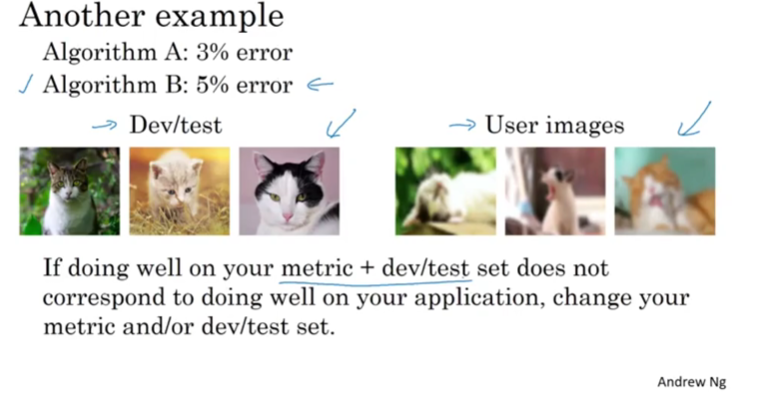 Another example
Algorithm A: 3% error
✓ Algorithm B: 5% error ←
→ Dev/test
→ User images
If doing well on your metric + dev/test set does not
correspond to doing well on your application, change your
metric and/or dev/test set.
Andrew Ng